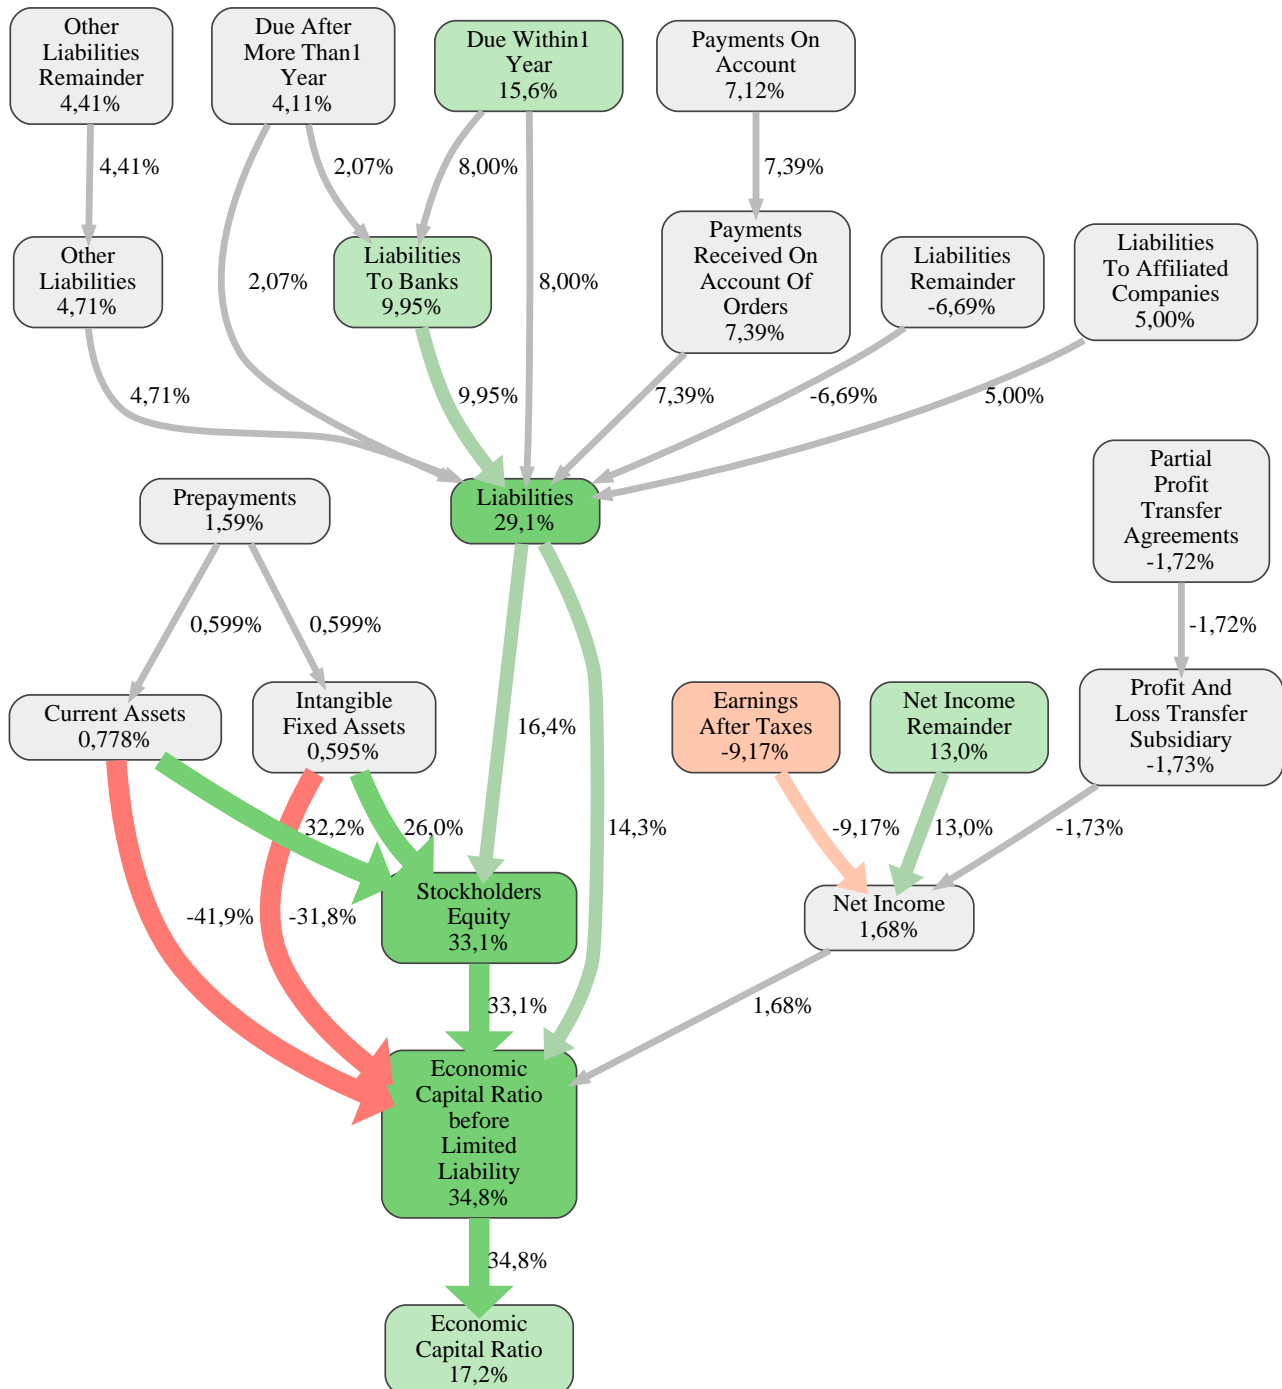 Other
Liabilities
Remainder
4,41%
Due After
More Than1
Year
4,11%
Due Within1
Year
15,6%
Payments On
Account
7,12%
4,41%
2,07%
8,00%
7,39%
Other
Liabilities
4,71%
Liabilities
To Banks
9,95%
Payments
Received On
Account Of
Orders
7,39%
Liabilities
Remainder
-6,69%
Liabilities
To Affiliated
Companies
5,00%
2,07%
8,00%
4,71%
9,95%
7,39%
-6,69%
5,00%
Prepayments
1,59%
Liabilities
29,1%
Partial
Profit
Transfer
Agreements
-1,72%
0,599%
0,599%
-1,72%
Current Assets
0,778%
Intangible
Fixed Assets
0,595%
16,4%
Earnings
After Taxes
-9,17%
Net Income
Remainder
13,0%
Profit And
Loss Transfer
Subsidiary
-1,73%
32,2%
26,0%
14,3%
-9,17%
13,0%
-1,73%
-41,9%
-31,8%
Stockholders
Equity
33,1%
Net Income
1,68%
33,1%
1,68%
Economic
Capital Ratio
before
Limited
Liability
34,8%
34,8%
Economic
Capital Ratio
17,2%